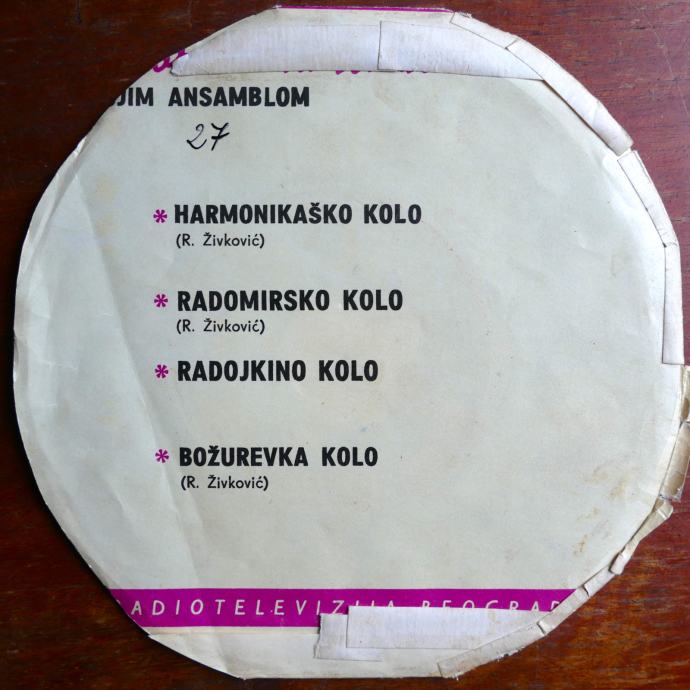 JIM ANSAMBLOM
27
* HARMONIKAŠKO KOLO
(R. Živković)
* RADOMIRSKO KOLO
(R. Živković)
* RADOJKINO KOLO
* BOŽUREVKA KOLO
(R. Živković)
ADIOTELEVIZIJA BEOGRAD